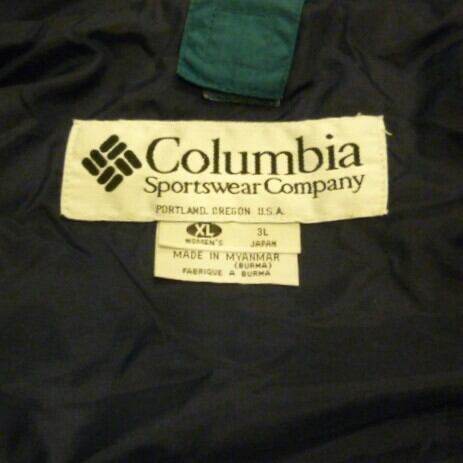 Columbia
Sportswear Company
PORTLAND, OREGON U.S.A.
XL 3L
WOMEN'S JAPAN
MADE IN MYANMAR
(BURMA)
FABRIQUE A BURMA